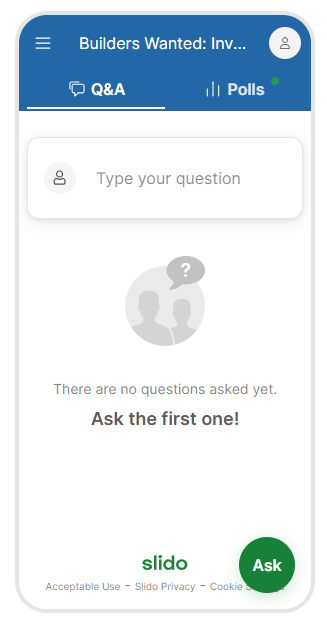 Builders Wanted: Inv...
Q&A
Polls
Type your question
?
There are no questions asked yet.
Ask the first one!
slido
Ask
Acceptable Use - Slido Privacy - Cookie S